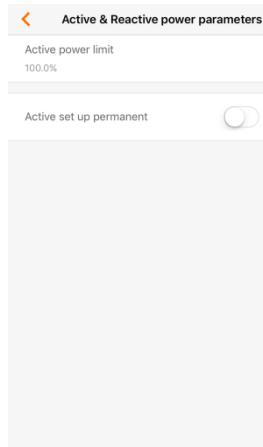 Active & Reactive power parameters
Active power limit
100.0%
Active set up permanent